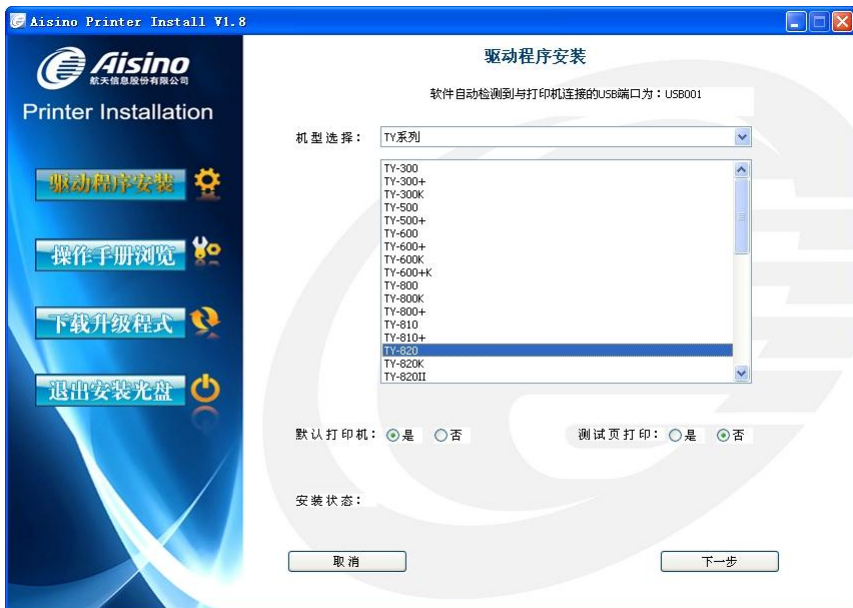 Aisino Printer Install V1.8
Aisino
航天信息股份有限公司
Printer Installation
驱动程序安装
操作手册浏览
下载升级程式
退出安装光盘
驱动程序安装
软件自动检测到与打印机连接的USB端口为：USB001
机型选择： TY系列
TY-300
TY-300+
TY-300K
TY-500
TY-500+
TY-600
TY-600+
TY-600K
TY-600+K
TY-800
TY-800K
TY-800+
TY-810
TY-810+
TY-820
TY-820K
TY-820II
默认打印机： 是 否 测试页打印： 是 否
安装状态：
取消 下一步